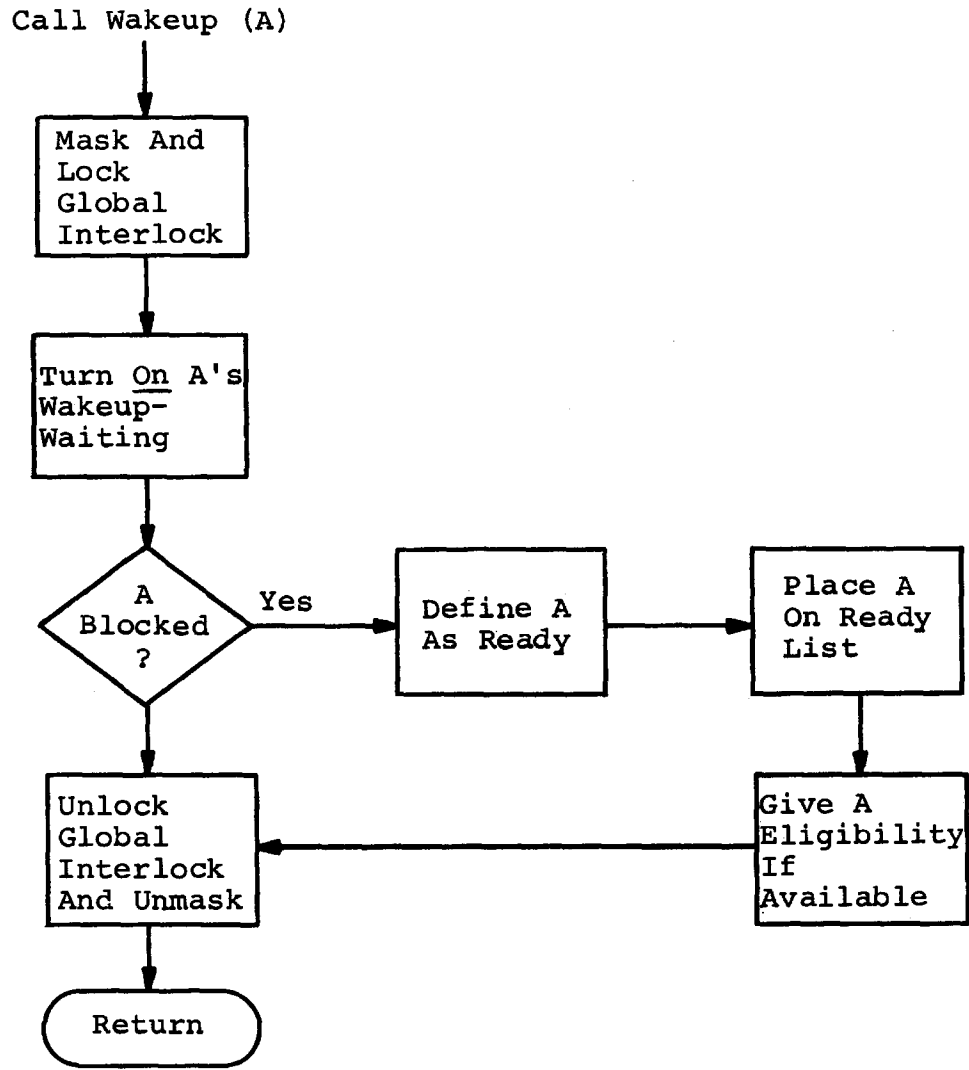 Call Wakeup (A)
Mask And
Lock
Global
Interlock
Turn On A's
Wakeup-
Waiting
A
Blocked
?
Yes
Define A
As Ready
Place A
On Ready
List
Give A
Eligibility
If
Available
Unlock
Global
Interlock
And Unmask
Return